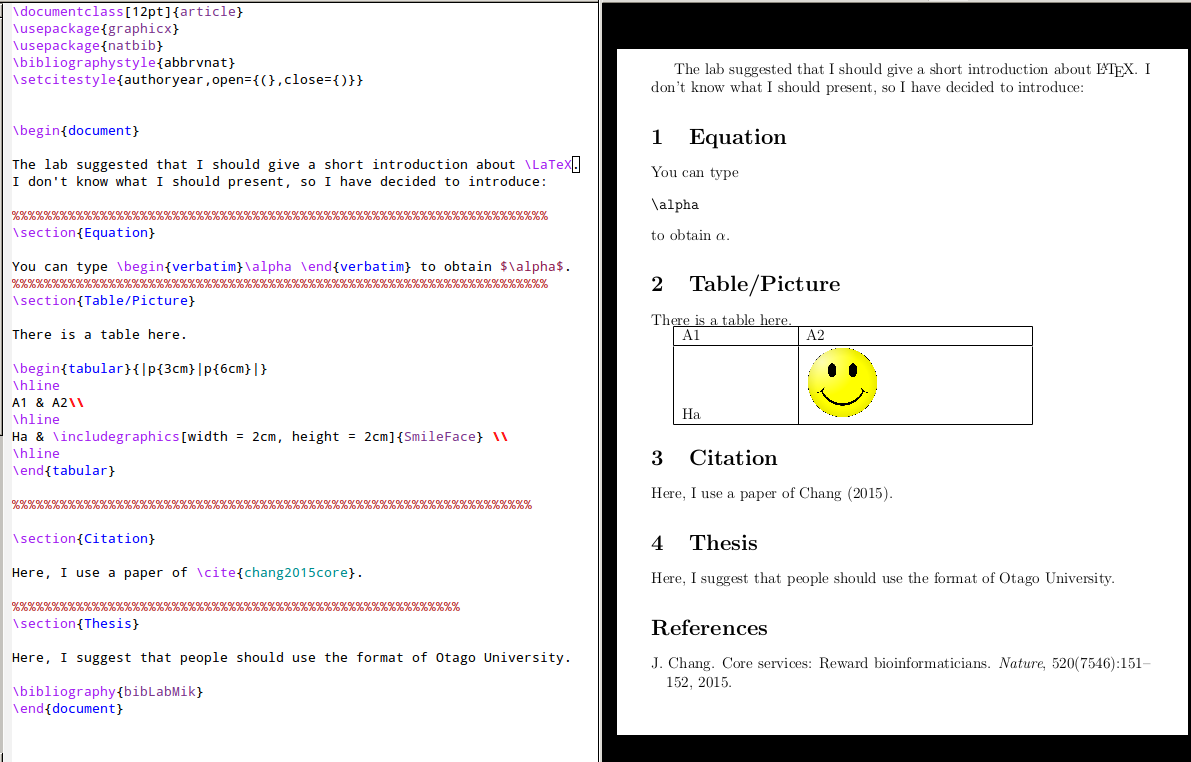 \documentclass[12pt]{article}
\usepackage{graphicx}
\usepackage{natbib}
\bibliographystyle{abbrvnat}
\setcitestyle{authoryear,open={(},close={)}}
\begin{document}
The lab suggested that I should give a short introduction about \LaTeX.
I don't know what I should present, so I have decided to introduce:
%%%%%%%%%%%%%%%%%%%%%%%%%%%%%%%%%%%%%%%%%%%%%%%%%%%%%%%%%%%%%%%%%%%
\section{Equation}
You can type \begin{verbatim}\alpha \end{verbatim} to obtain $\alpha$.
%%%%%%%%%%%%%%%%%%%%%%%%%%%%%%%%%%%%%%%%%%%%%%%%%%%%%%%%%%%%%%%%%%%
\section{Table/Picture}
There is a table here.
\begin{tabular}{|p{3cm}|p{6cm}|}
\hline
A1 & A2\\
\hline
Ha & \includegraphics[width = 2cm, height = 2cm]{SmileFace} \\
\hline
\end{tabular}
%%%%%%%%%%%%%%%%%%%%%%%%%%%%%%%%%%%%%%%%%%%%%%%%%%%%%%%%%%%%%%%%%
\section{Citation}
Here, I use a paper of \cite{chang2015core}.
%%%%%%%%%%%%%%%%%%%%%%%%%%%%%%%%%%%%%%%%%%%%%%%%%%%%%%%%
\section{Thesis}
Here, I suggest that people should use the format of Otago University.
\bibliography{bibLabMik}
\end{document}
The lab suggested that I should give a short introduction about LATEX. I
don't know what I should present, so I have decided to introduce:
1 Equation
You can type
\alpha
to obtain α.
2 Table/Picture
There is a table here.
A1 A2
Ha
3 Citation
Here, I use a paper of Chang (2015).
4 Thesis
Here, I suggest that people should use the format of Otago University.
References
J. Chang. Core services: Reward bioinformaticians. Nature, 520(7546):151–
152, 2015.